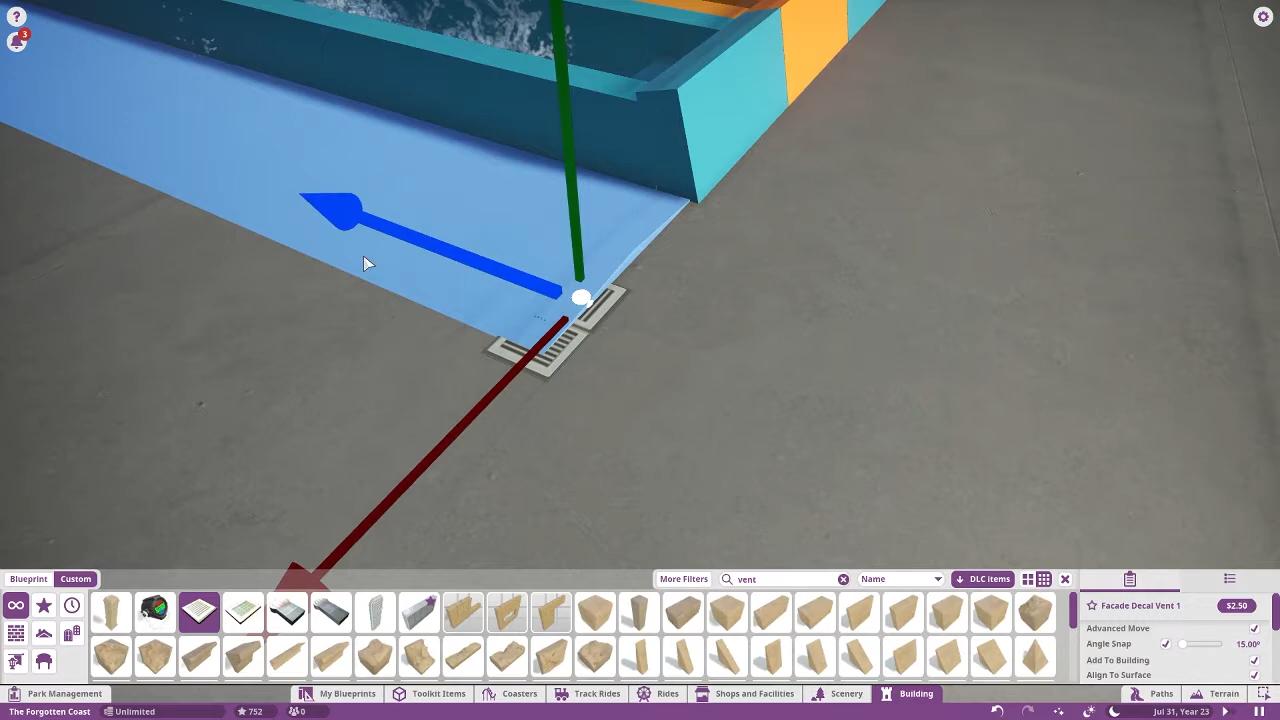 ?
3
Blueprint
Custom
More Filters
vent
Name
DLC items
Facade Decal Vent 1
$2.50
Advanced Move
Angle Snap
15.00º
Add To Building
Align To Surface
Park Management
My Blueprints
Toolkit Items
Coasters
Track Rides
Rides
Shops and Facilities
Scenery
Building
Paths
Terrain
The Forgotten Coast
Unlimited
752
0
Jul 31, Year 23